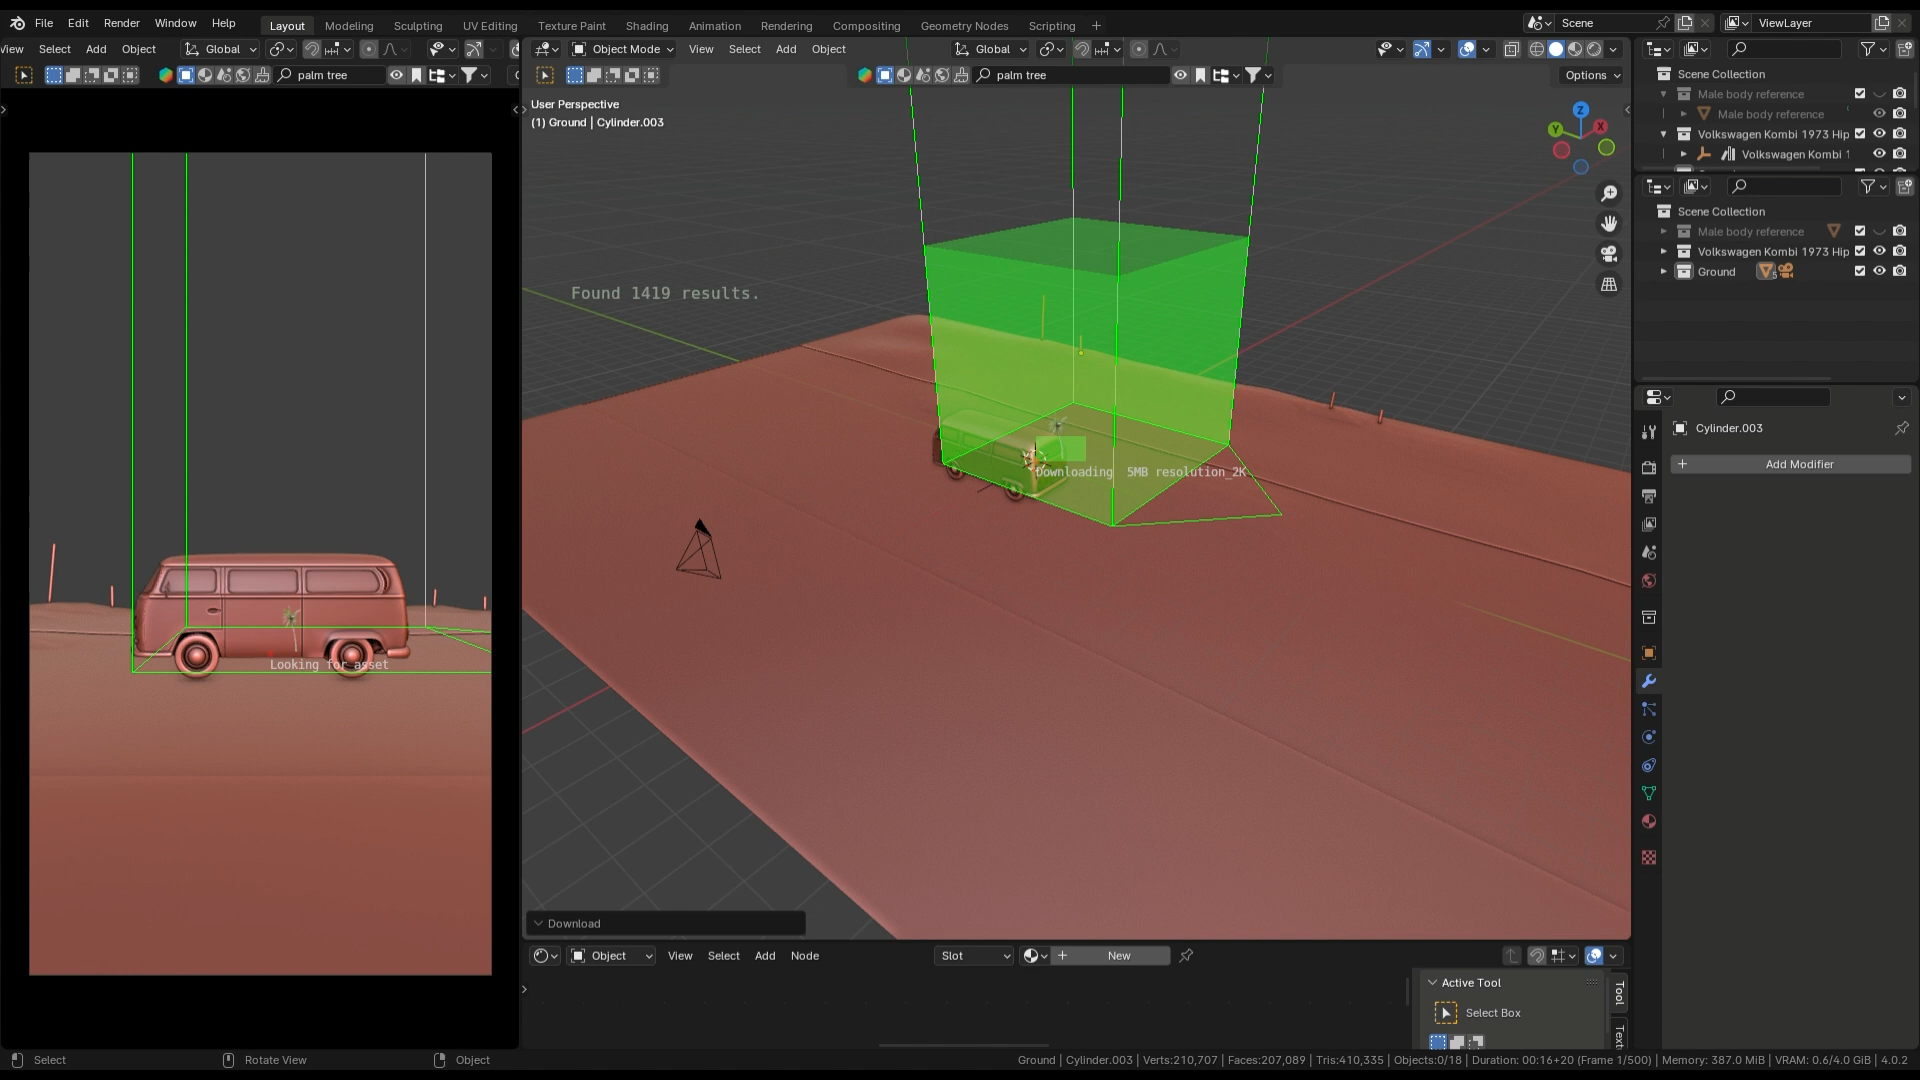 File Edit Render Window Help
Layout Modeling Sculpting UV Editing Texture Paint Shading Animation Rendering Compositing Geometry Nodes Scripting
Scene
ViewLayer
View Select Add Object Global
Object Mode View Select Add Object Global
palm tree
palm tree
Options
User Perspective
(1) Ground | Cylinder.003
Z
Y
X
Found 1419 results.
Downloading 5MB resolution_2K
Looking for asset
Download
Scene Collection
Male body reference
Male body reference
Volkswagen Kombi 1973 Hip
Volkswagen Kombi 1
Scene Collection
Male body reference
Volkswagen Kombi 1973 Hip
Ground 5
Cylinder.003
Add Modifier
Object View Select Add Node Slot New
Active Tool
Select Box
Tool
Text
Select Rotate View Object
Ground | Cylinder.003 | Verts:210,707 | Faces:207,089 | Tris:410,335 | Objects:0/18 | Duration: 00:16+20 (Frame 1/500) | Memory: 387.0 MiB | VRAM: 0.6/4.0 GiB | 4.0.2